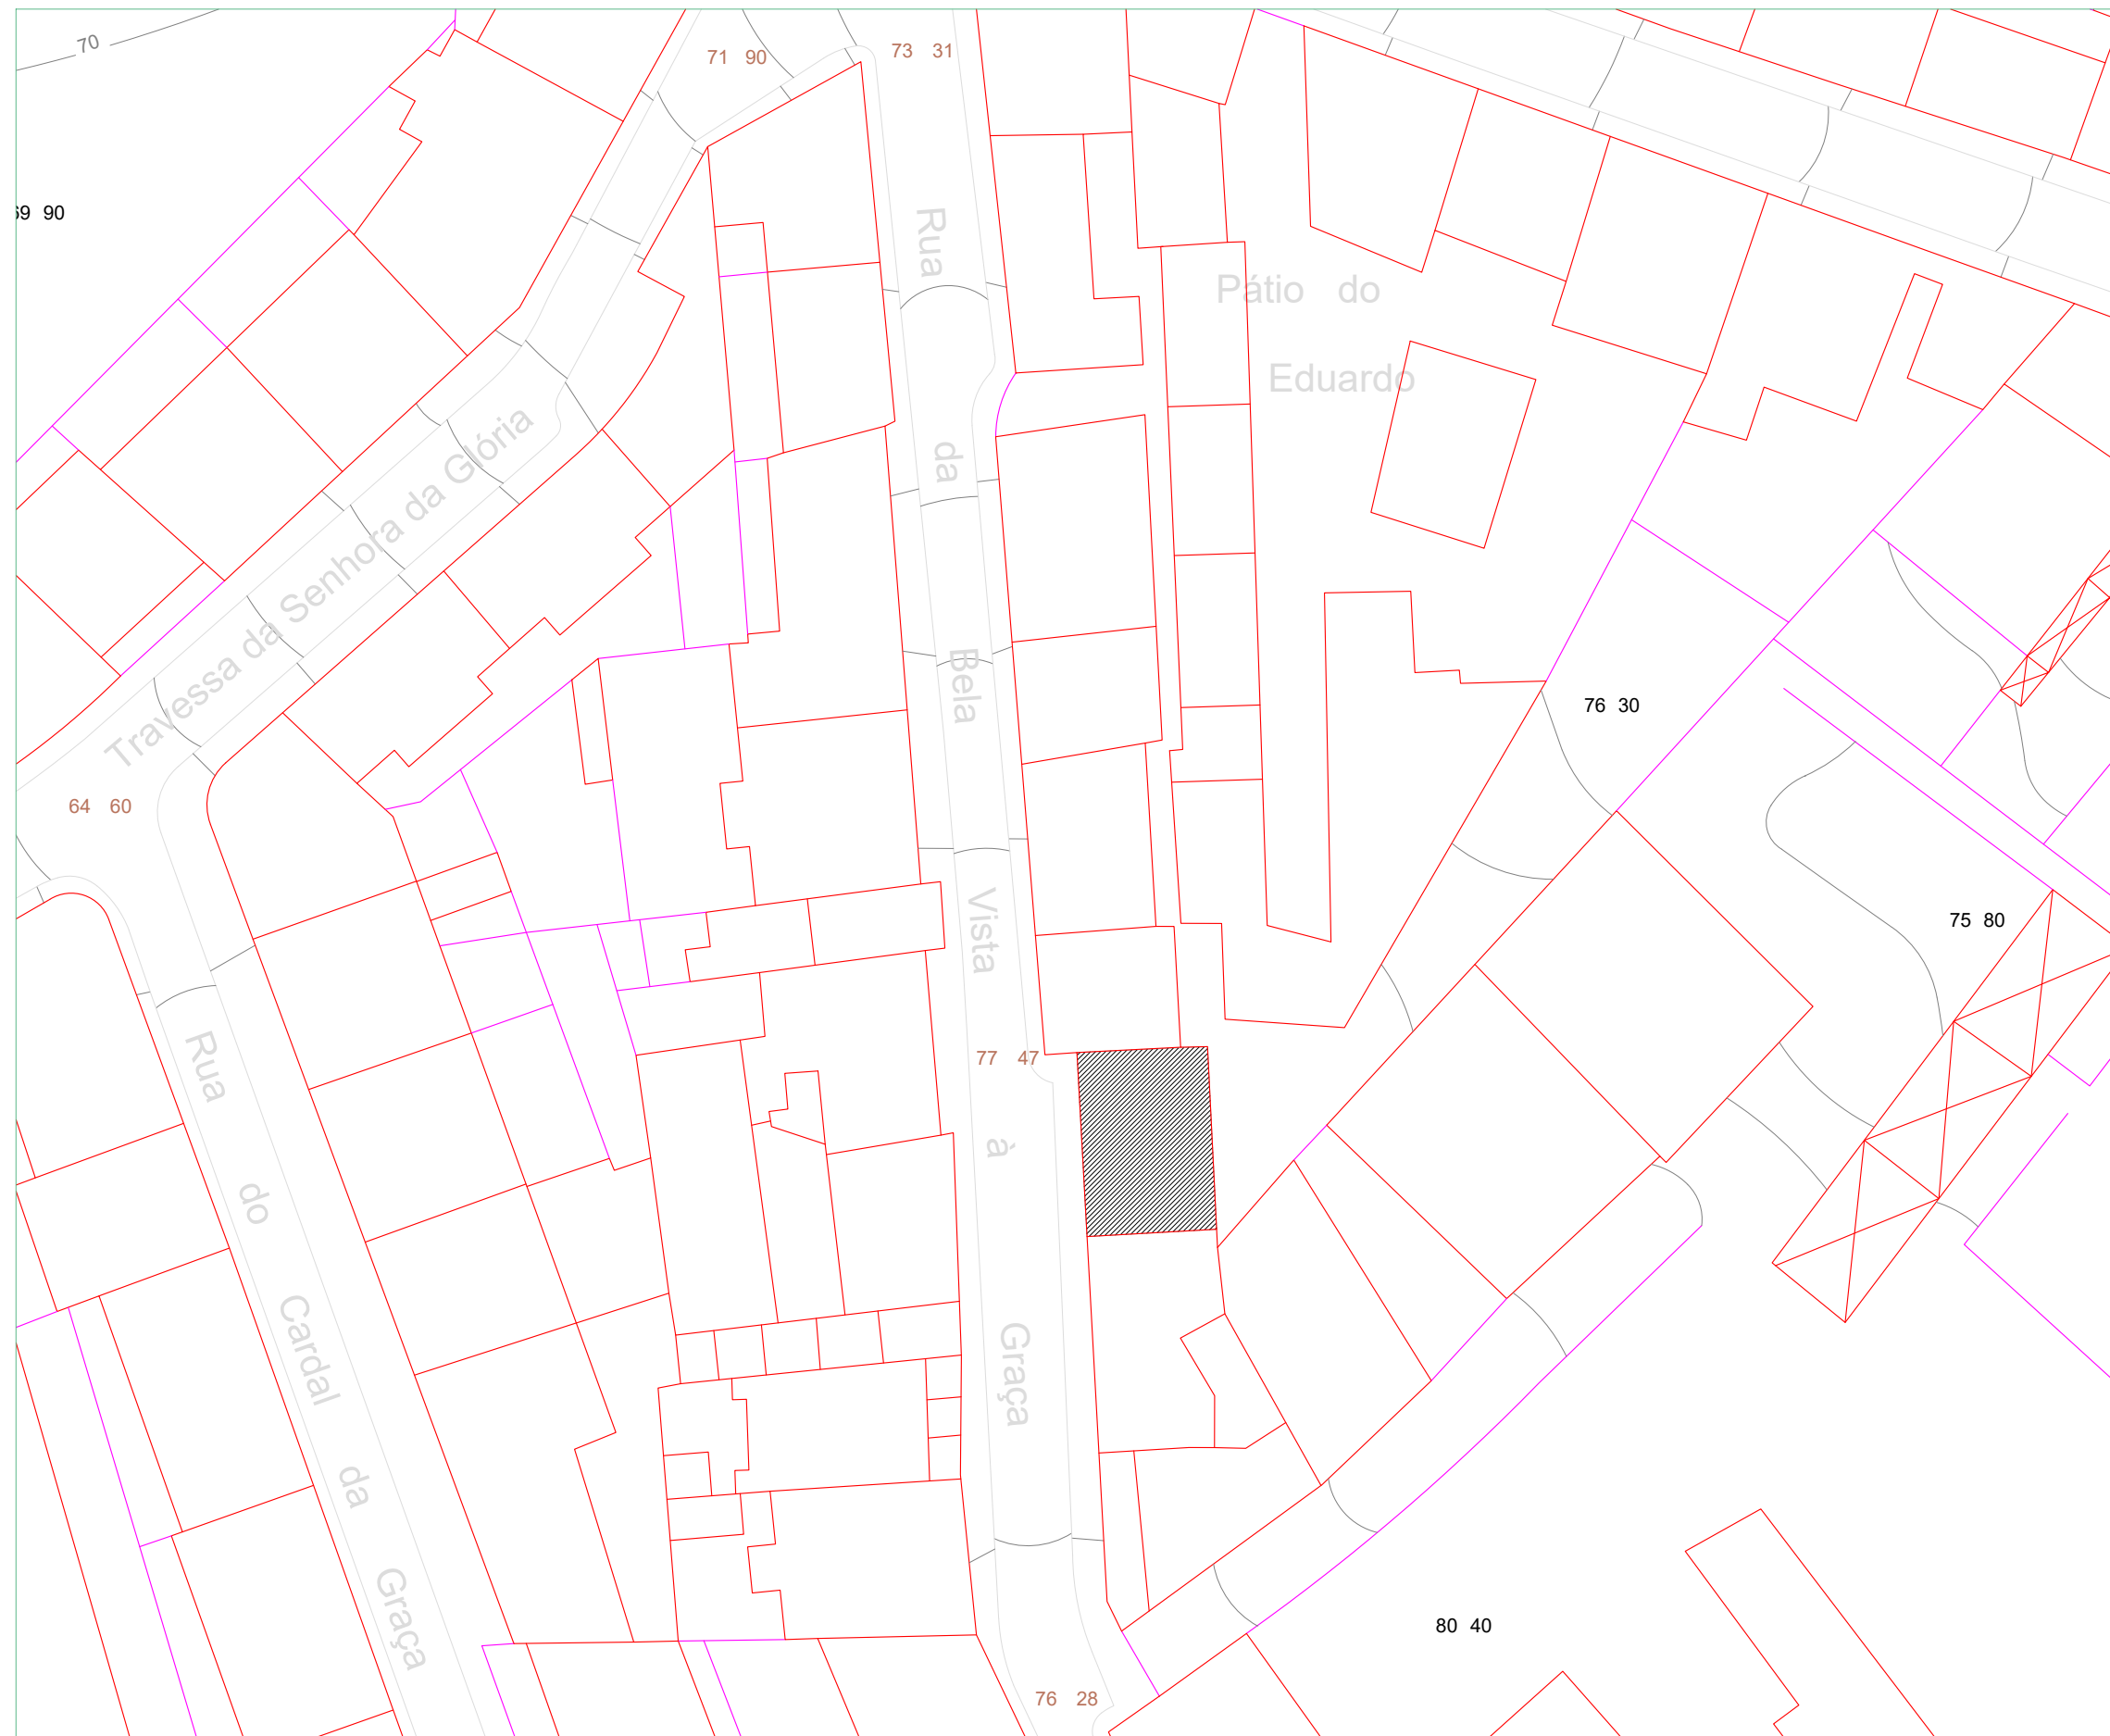 70
71 90
73 31
69 90
Rua da Bela Vista à Graça
Pátio do
Eduardo
Travessa da Senhora da Glória
76 30
64 60
75 80
77 47
Rua do Cardal da Graça
80 40
76 28